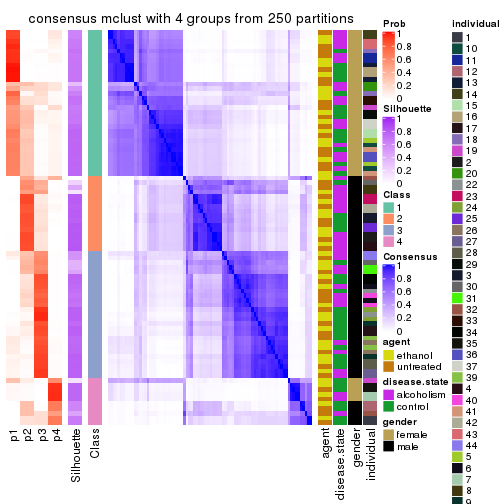 consensus mclust with 4 groups from 250 partitions
p1
p2
p3
p4
Silhouette
Class
agent
disease.state
gender
individual
Prob
1
0.8
0.6
0.4
0.2
0
Silhouette
1
0.8
0.6
0.4
0.2
0
Class
1
2
3
4
Consensus
1
0.8
0.6
0.4
0.2
0
agent
ethanol
untreated
disease.state
alcoholism
control
gender
female
male
individual
1
10
11
12
13
14
15
16
17
18
19
2
20
22
23
24
25
26
27
28
29
3
30
31
32
33
34
35
36
37
39
4
40
41
42
43
44
5
6
7
8
9